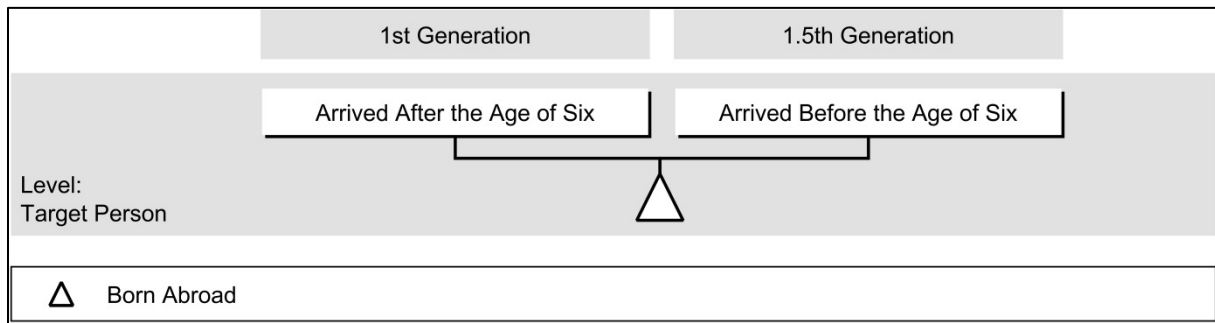 1st Generation
1.5th Generation
Arrived After the Age of Six
Arrived Before the Age of Six
Level:
Target Person
Born Abroad